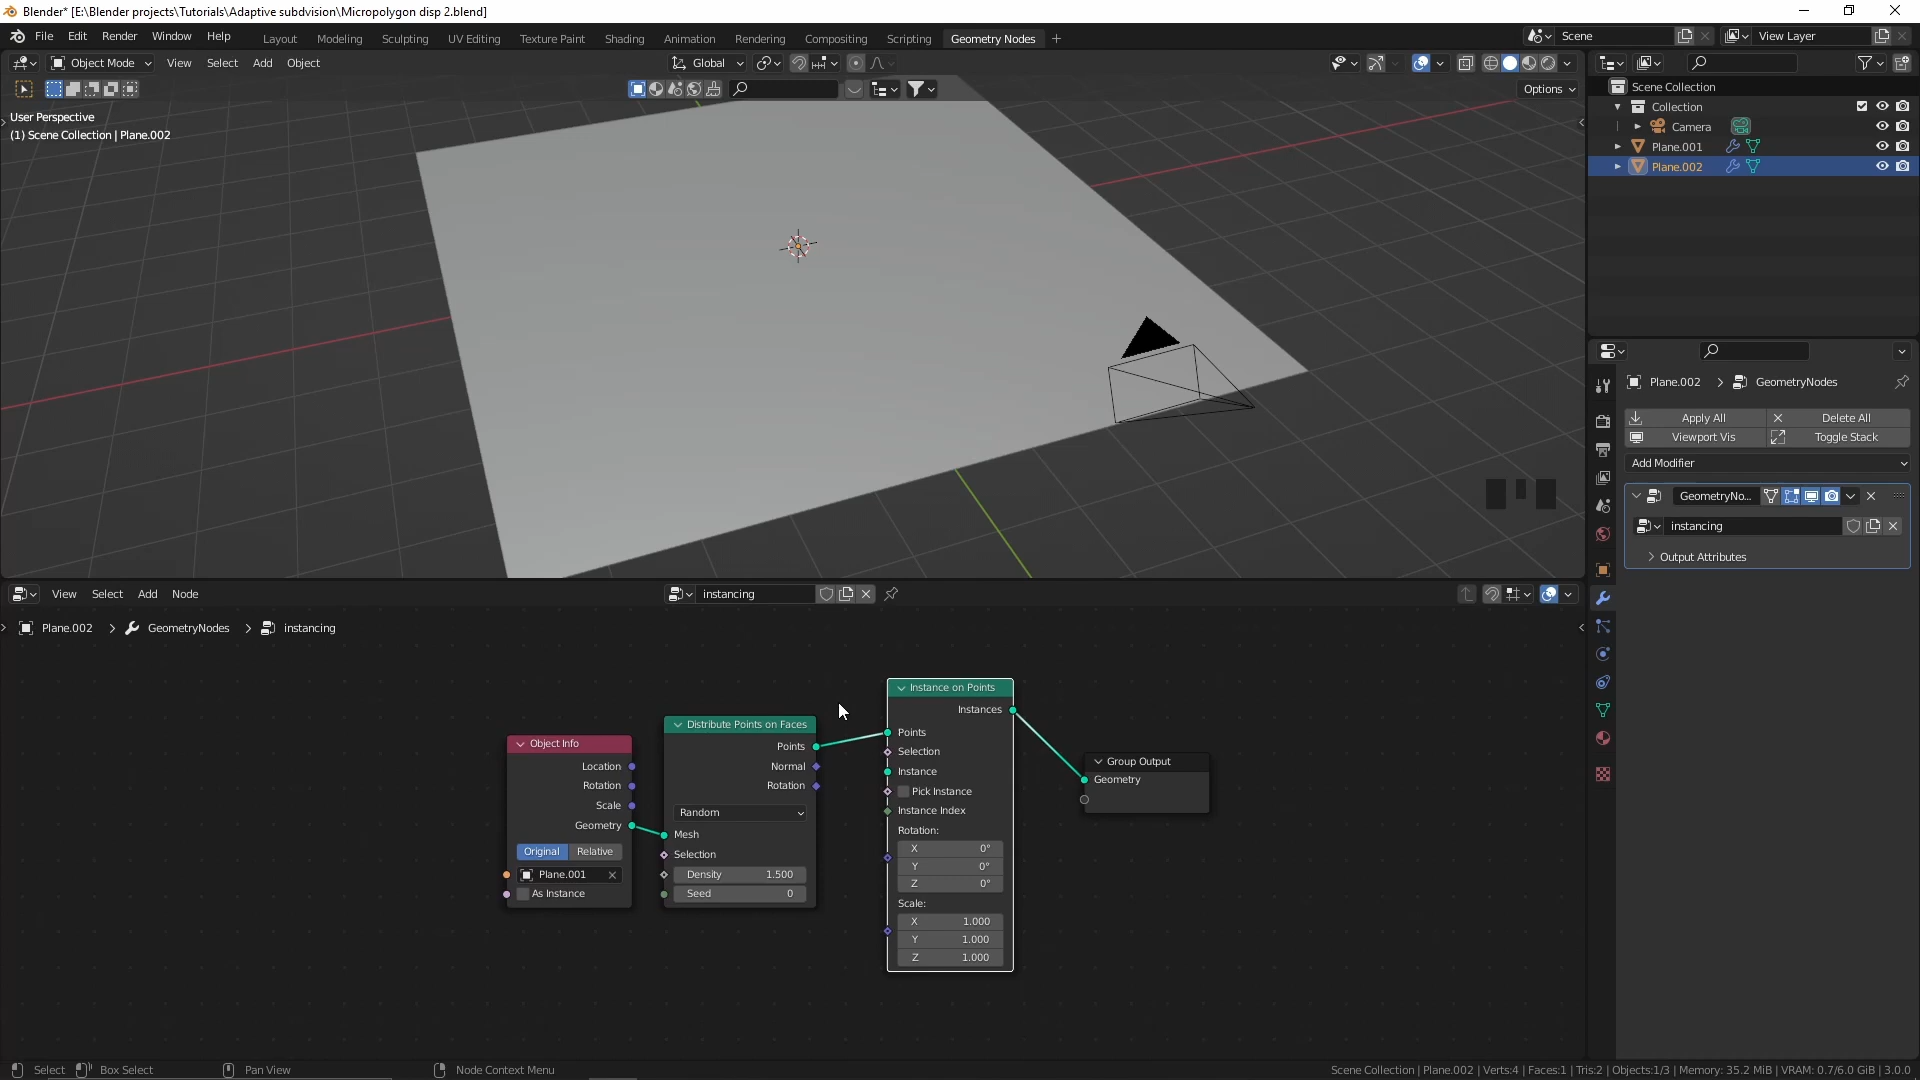 Blender* [E:\Blender projects\Tutorials\Adaptive subdvision\Micropolygon disp 2.blend]
File Edit Render Window Help Layout Modeling Sculpting UV Editing Texture Paint Shading Animation Rendering Compositing Scripting Geometry Nodes + Scene View Layer
Object Mode View Select Add Object Global
Options
User Perspective
(1) Scene Collection | Plane.002
Scene Collection
Collection
Camera
Plane.001
Plane.002
Plane.002 > GeometryNodes
Apply All Delete All
Viewport Vis Toggle Stack
Add Modifier
GeometryNo...
instancing
Output Attributes
View Select Add Node instancing
Plane.002 > GeometryNodes > instancing
Object Info
Location
Rotation
Scale
Geometry
Original Relative
Plane.001
As Instance
Distribute Points on Faces
Points
Normal
Rotation
Random
Mesh
Selection
Density 1.500
Seed 0
Instance on Points
Instances
Points
Selection
Instance
Pick Instance
Instance Index
Rotation:
X 0°
Y 0°
Z 0°
Scale:
X 1.000
Y 1.000
Z 1.000
Group Output
Geometry
Select Box Select Pan View Node Context Menu Scene Collection | Plane.002 | Verts:4 | Faces:1 | Tris:2 | Objects:1/3 | Memory: 35.2 MiB | VRAM: 0.7/6.0 GiB | 3.0.0